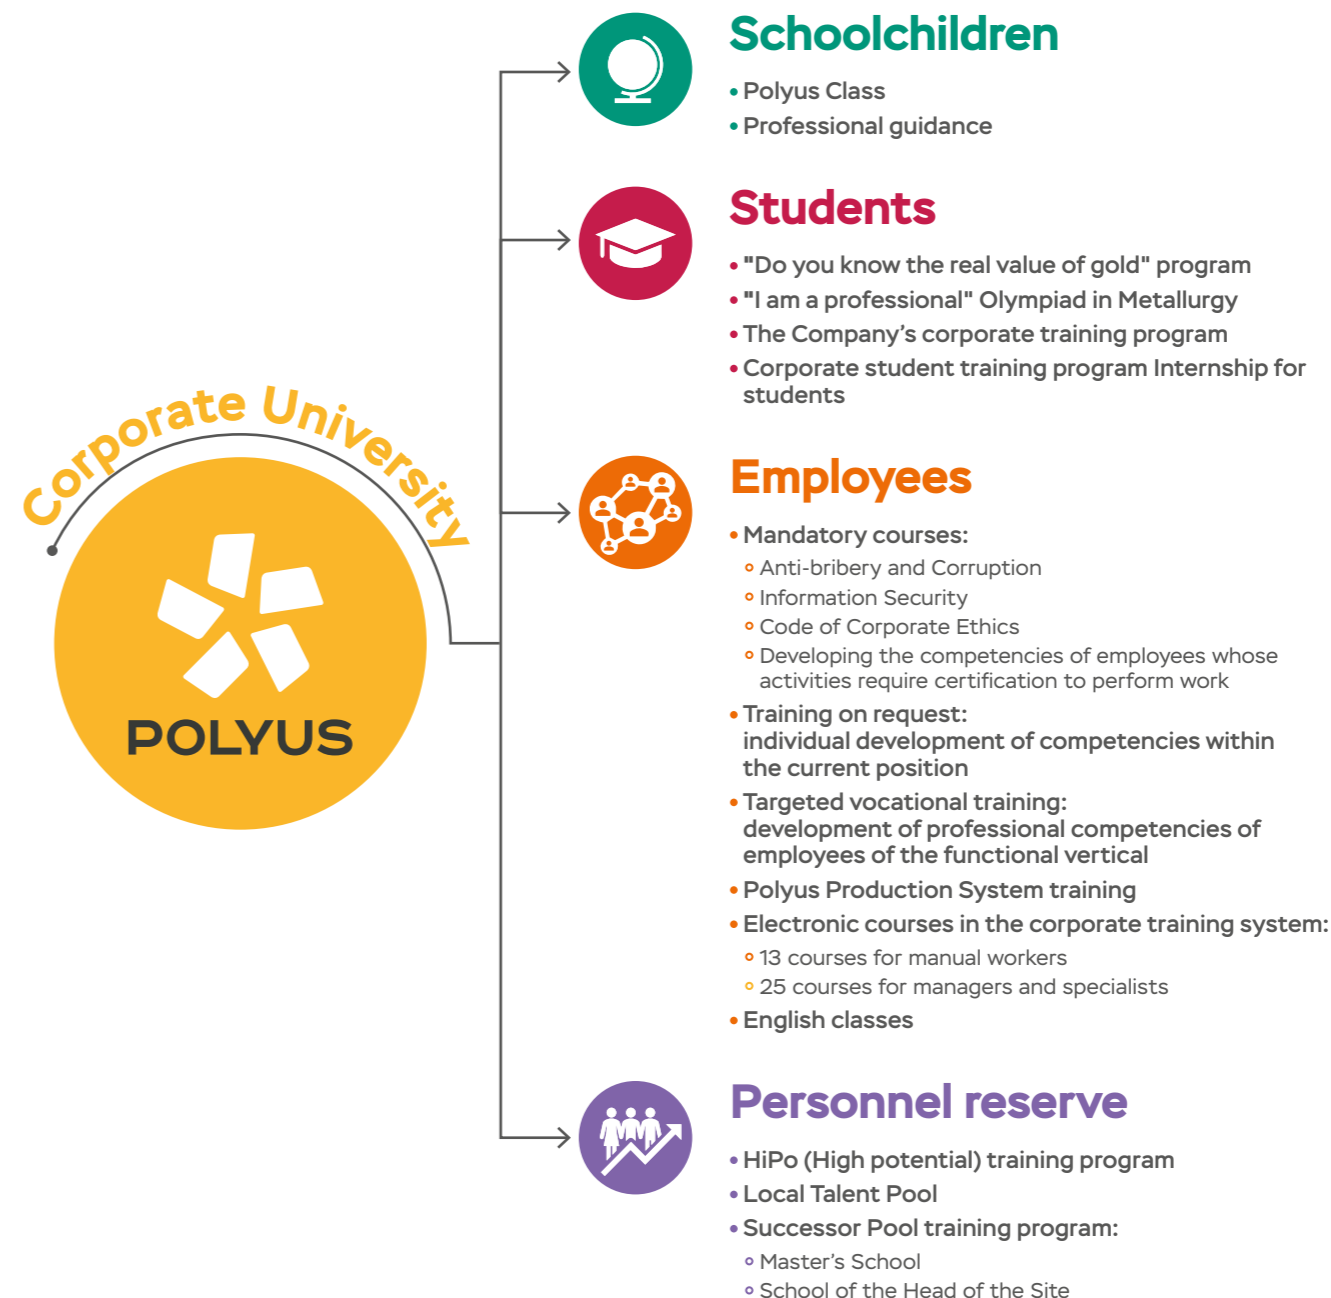 Corporate University
POLYUS
Schoolchildren
• Polyus Class
• Professional guidance
Students
• "Do you know the real value of gold" program
• "I am a professional" Olympiad in Metallurgy
• The Company’s corporate training program
• Corporate student training program Internship for
students
Employees
• Mandatory courses:
Anti-bribery and Corruption
Information Security
Code of Corporate Ethics
Developing the competencies of employees whose
activities require certification to perform work
• Training on request:
individual development of competencies within
the current position
• Targeted vocational training:
development of professional competencies of
employees of the functional vertical
• Polyus Production System training
• Electronic courses in the corporate training system:
13 courses for manual workers
25 courses for managers and specialists
• English classes
Personnel reserve
• HiPo (High potential) training program
• Local Talent Pool
• Successor Pool training program:
Master’s School
School of the Head of the Site